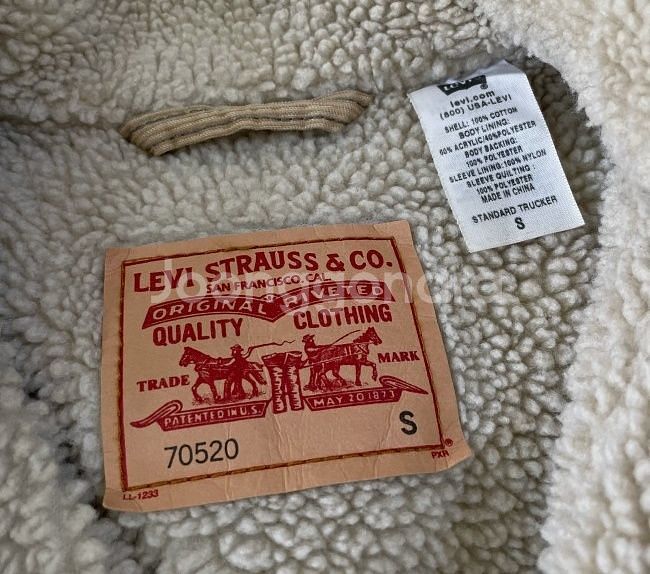 LEVI'S
levi.com
(800) USA-LEVI
SHELL: 100% COTTON
BODY LINING:
60% ACRYLIC/40%POLYESTER
BODY BACKING:
100% POLYESTER
SLEEVE LINING:100% NYLON
SLEEVE QUILTING:
100% POLYESTER
MADE IN CHINA
STANDARD TRUCKER
S
LEVI STRAUSS & CO.
SAN FRANCISCO, CAL.
ORIGINAL RIVETED
QUALITY CLOTHING
TRADE MARK
PATENTED IN U.S. MAY 20 1873
70520 S
LL-1233 PXR®